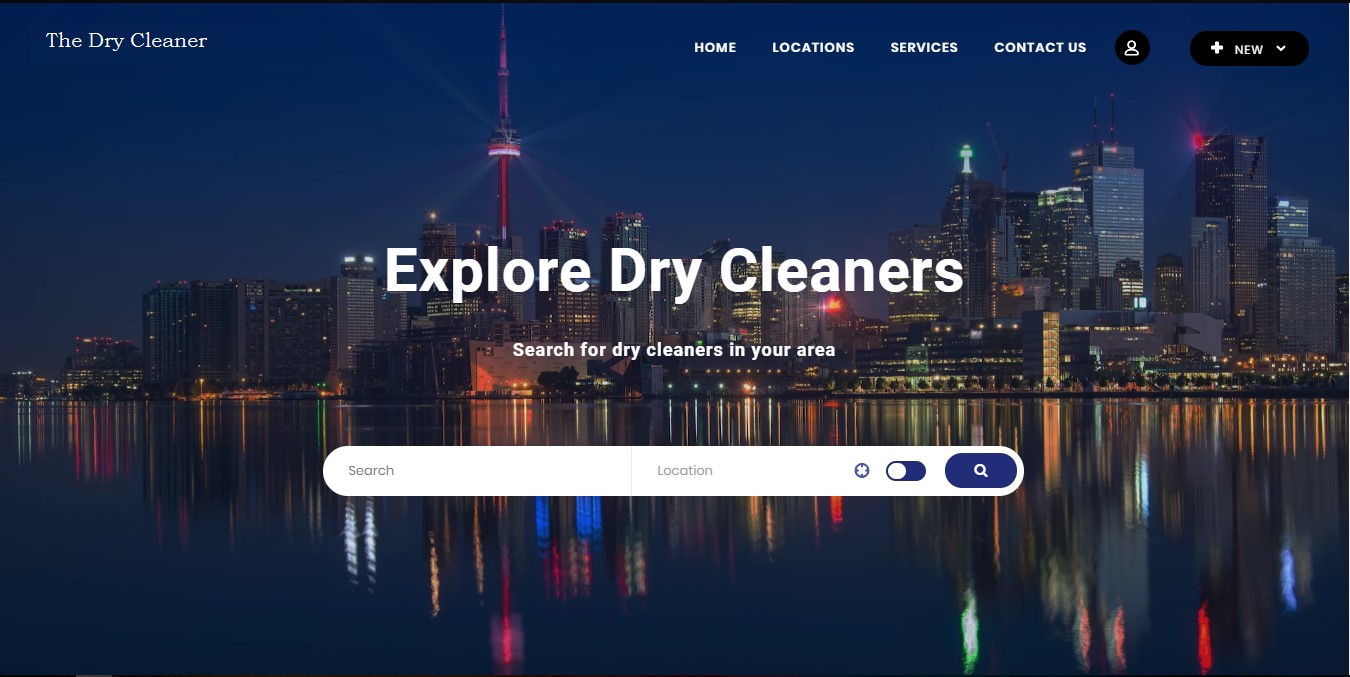 The Dry Cleaner
HOME LOCATIONS SERVICES CONTACT US NEW
Explore Dry Cleaners
Search for dry cleaners in your area
Search Location